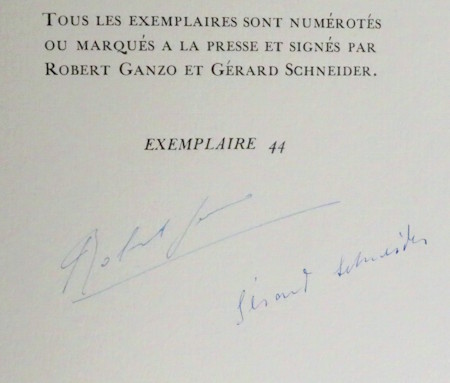 TOUS LES EXEMPLAIRES SONT NUMÉROTÉS
OU MARQUÉS A LA PRESSE ET SIGNÉS PAR
ROBERT GANZO ET GÉRARD SCHNEIDER.
EXEMPLAIRE 44
Robert
Gérard Schneider